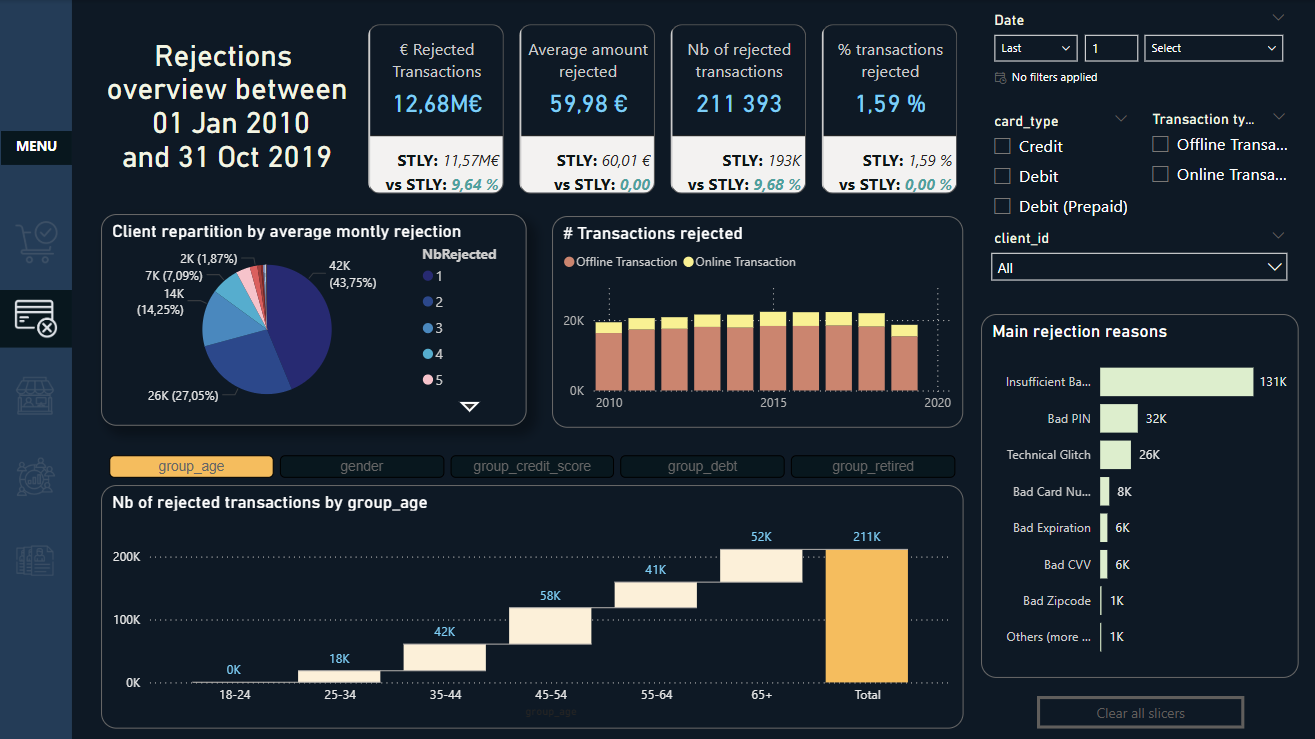 MENU
Rejections
overview between
01 Jan 2010
and 31 Oct 2019
€ Rejected
Transactions
12,68M€
STLY: 11,57M€
vs STLY: 9,64 %
Average amount
rejected
59,98 €
STLY: 60,01 €
vs STLY: 0,00
Nb of rejected
transactions
211 393
STLY: 193K
vs STLY: 9,68 %
% transactions
rejected
1,59 %
STLY: 1,59 %
vs STLY: 0,00 %
Date
Last
1
Select
No filters applied
card_type
Credit
Debit
Debit (Prepaid)
Transaction ty...
Offline Transa...
Online Transa...
client_id
All
Client repartition by average montly rejection
2K (1,87%)
7K (7,09%)
14K
(14,25%)
26K (27,05%)
42K
(43,75%)
NbRejected
1
2
3
4
5
# Transactions rejected
Offline Transaction
Online Transaction
20K
0K
2010
2015
2020
Main rejection reasons
Insufficient Ba... 131K
Bad PIN 32K
Technical Glitch 26K
Bad Card Nu... 8K
Bad Expiration 6K
Bad CVV 6K
Bad Zipcode 1K
Others (more ... 1K
group_age
gender
group_credit_score
group_debt
group_retired
Nb of rejected transactions by group_age
200K
100K
0K
0K
18K
42K
58K
41K
52K
211K
18-24
25-34
35-44
45-54
55-64
65+
Total
group_age
Clear all slicers